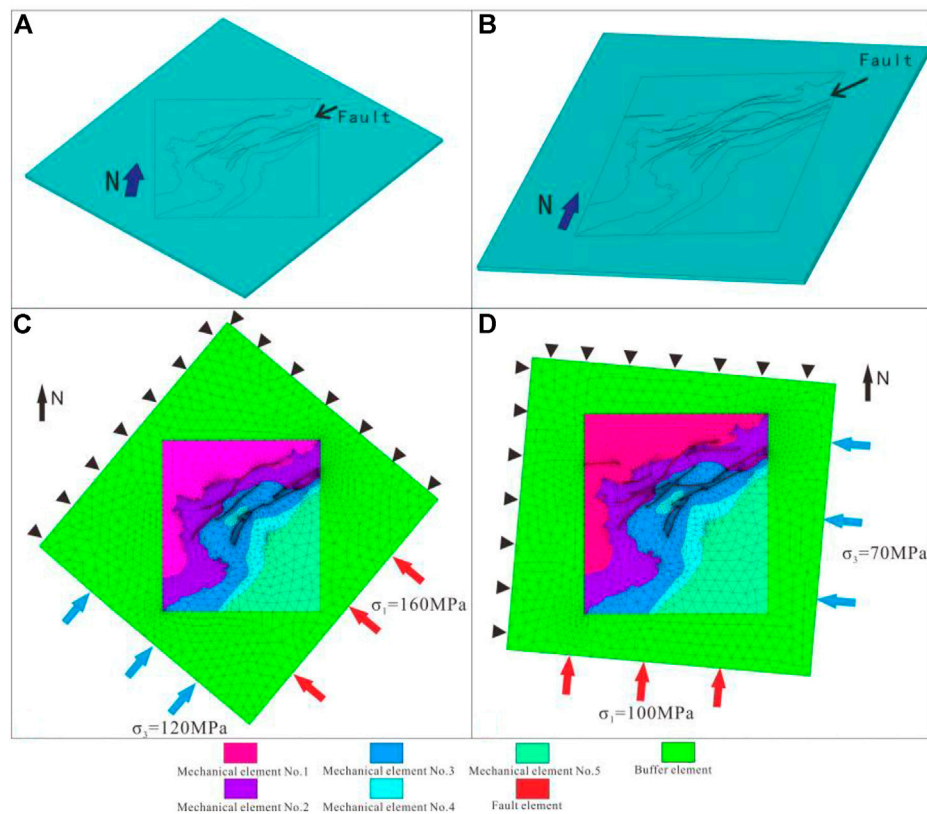 A
Fault
N
B
Fault
N
C
N
σ₁=160MPa
σ₃=120MPa
D
N
σ₃=70MPa
σ₁=100MPa
Mechanical element No.1
Mechanical element No.3
Mechanical element No.5
Buffer element
Mechanical element No.2
Mechanical element No.4
Fault element